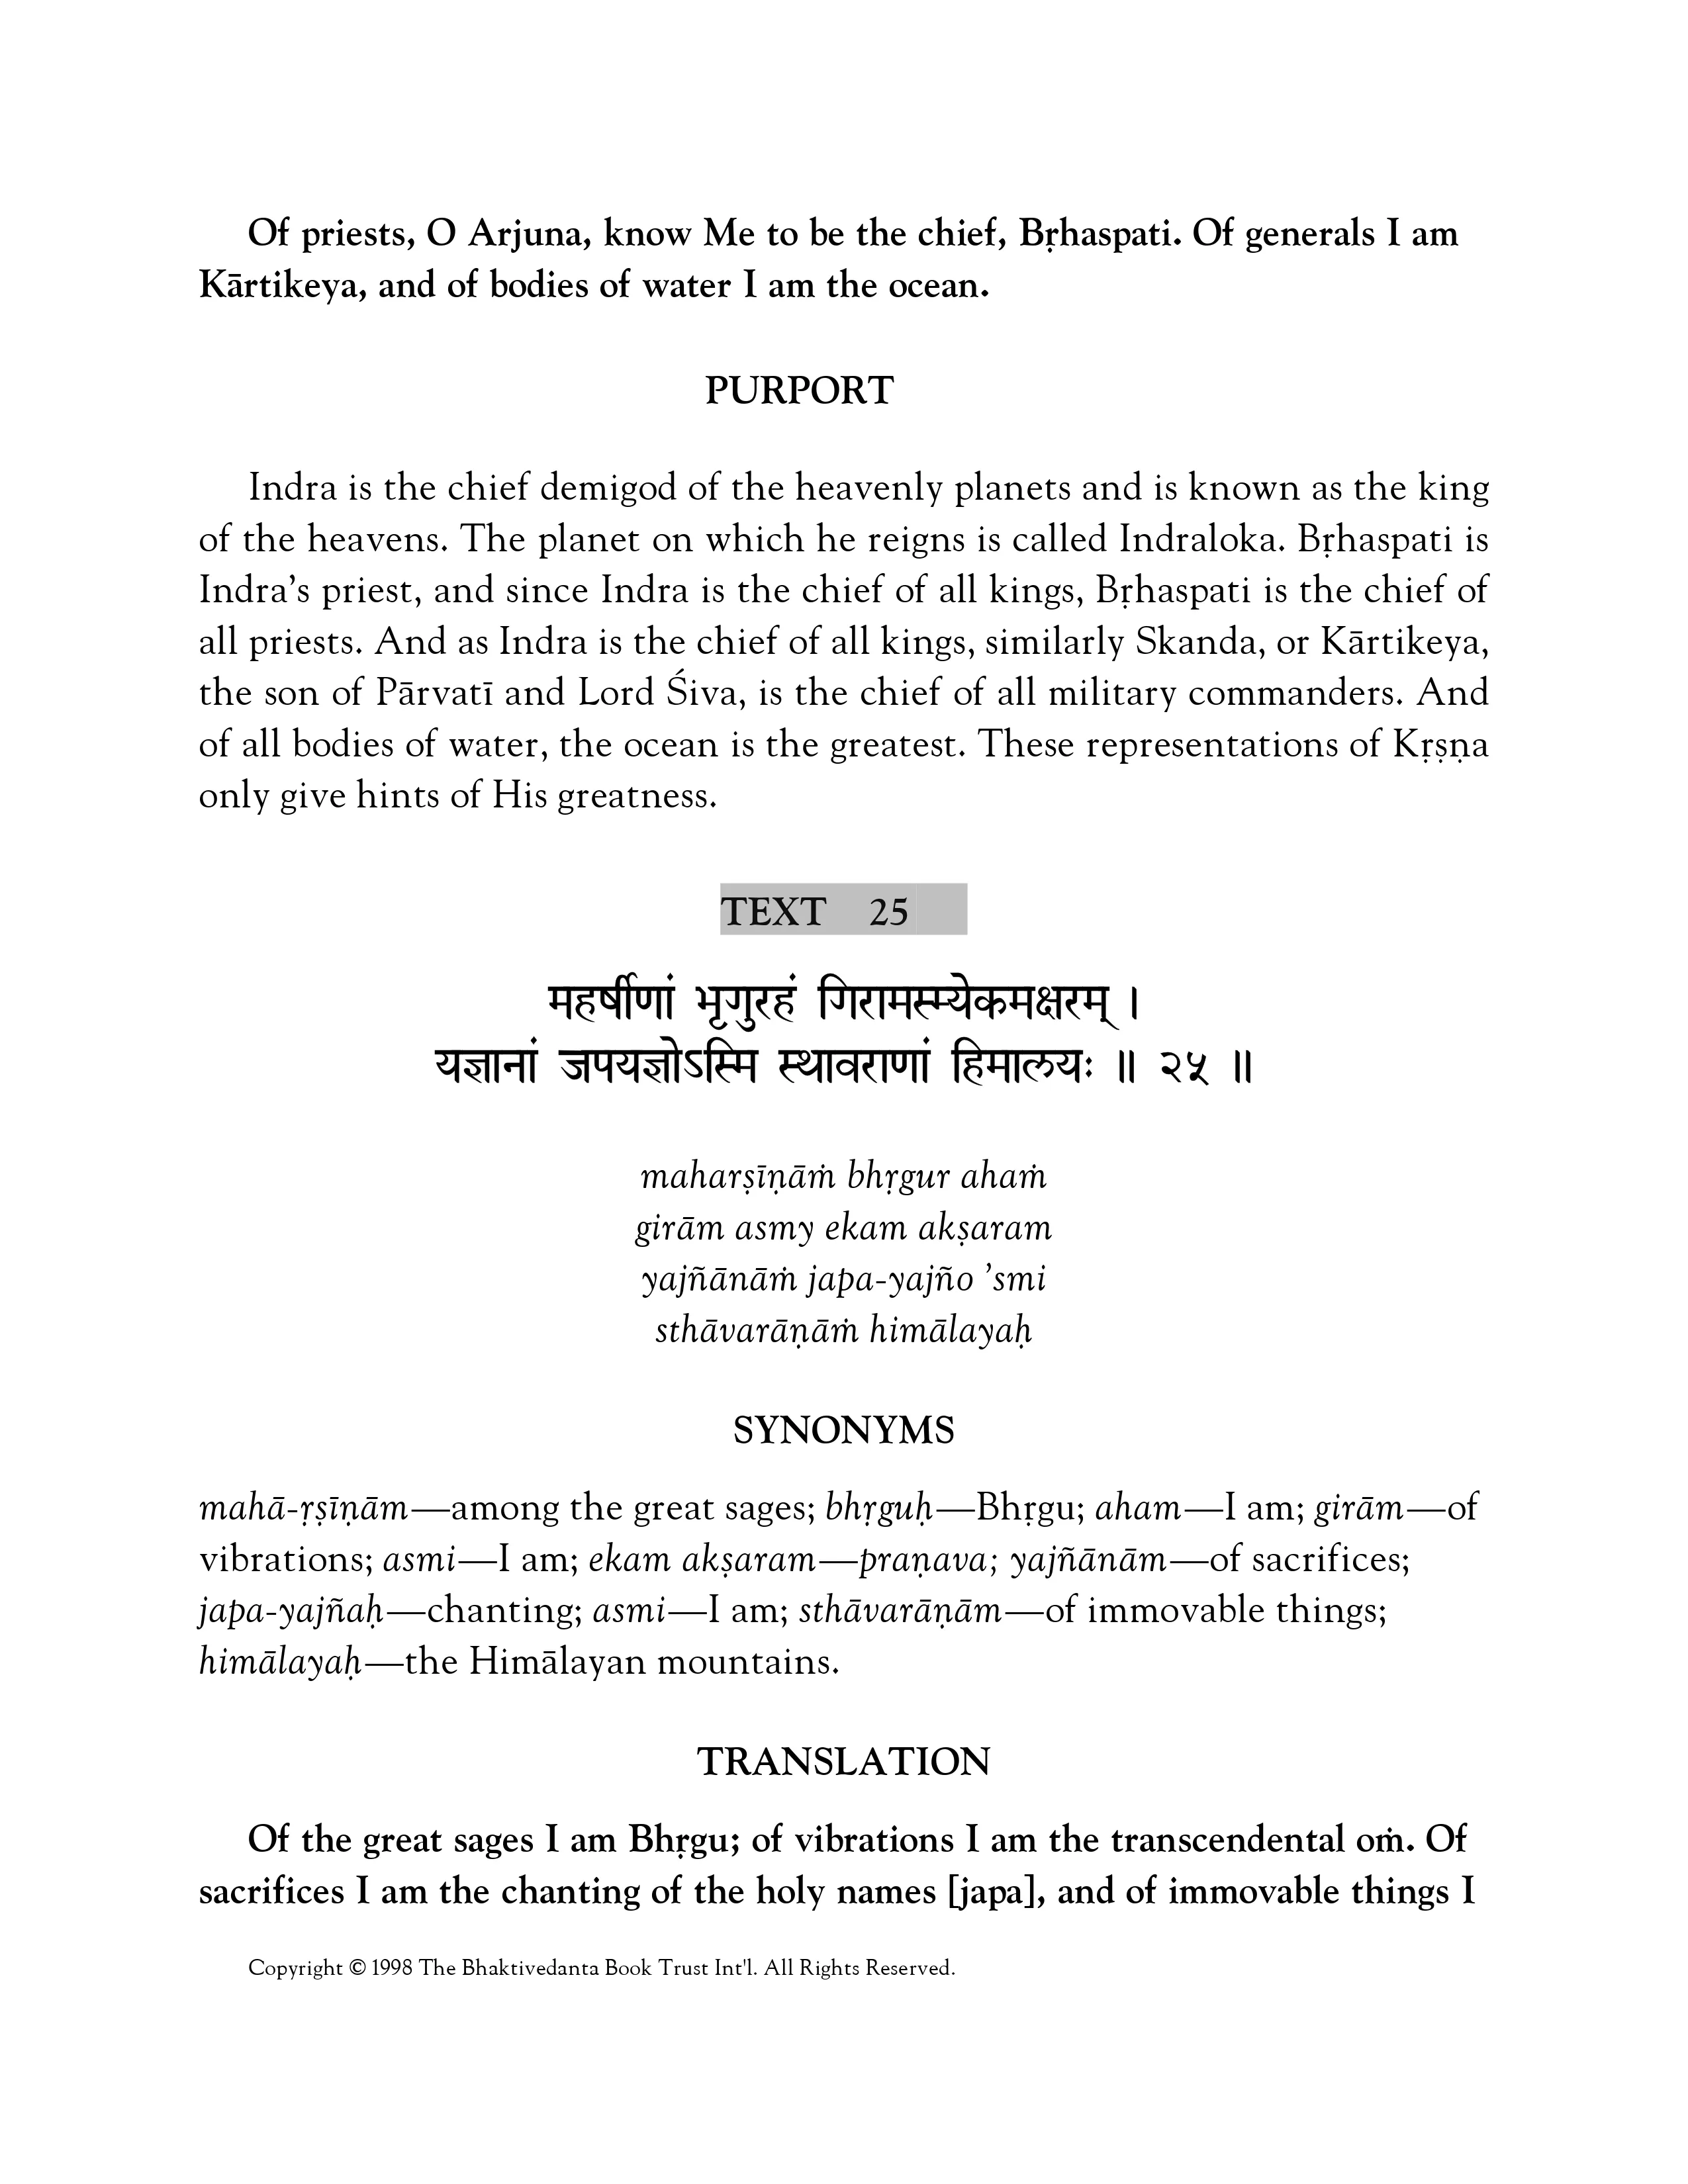 Of priests, O Arjuna, know Me to be the chief, Bṛhaspati. Of generals I am
Kārtikeya, and of bodies of water I am the ocean.
PURPORT
Indra is the chief demigod of the heavenly planets and is known as the king
of the heavens. The planet on which he reigns is called Indraloka. Bṛhaspati is
Indra’s priest, and since Indra is the chief of all kings, Bṛhaspati is the chief of
all priests. And as Indra is the chief of all kings, similarly Skanda, or Kārtikeya,
the son of Pārvatī and Lord Śiva, is the chief of all military commanders. And
of all bodies of water, the ocean is the greatest. These representations of Kṛṣṇa
only give hints of His greatness.
TEXT 25
महर्षीणां भृगुरहं गिरामस्म्येकमक्षरम् ।
यज्ञानां जपयज्ञोऽस्मि स्थावराणां हिमालयः ॥ २५ ॥
maharṣīṇāṁ bhṛgur ahaṁ
girām asmy ekam akṣaram
yajñānāṁ japa-yajño ’smi
sthāvarāṇāṁ himālayaḥ
SYNONYMS
mahā-ṛṣīṇām—among the great sages; bhṛguḥ—Bhṛgu; aham—I am; girām—of
vibrations; asmi—I am; ekam akṣaram—praṇava; yajñānām—of sacrifices;
japa-yajñaḥ—chanting; asmi—I am; sthāvarāṇām—of immovable things;
himālayaḥ—the Himālayan mountains.
TRANSLATION
Of the great sages I am Bhṛgu; of vibrations I am the transcendental oṁ. Of
sacrifices I am the chanting of the holy names [japa], and of immovable things I
Copyright © 1998 The Bhaktivedanta Book Trust Int'l. All Rights Reserved.